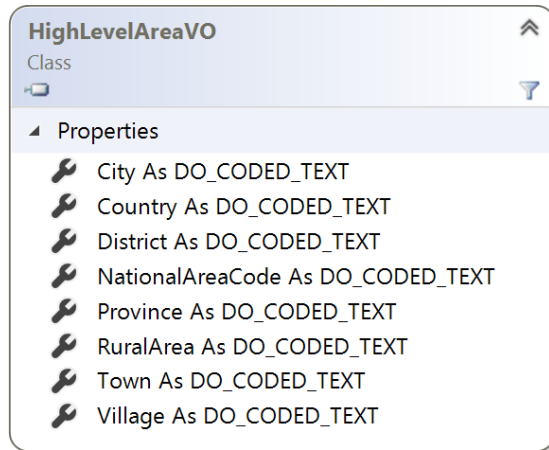 HighLevelAreaVO
Class
Properties
City As DO_CODED_TEXT
Country As DO_CODED_TEXT
District As DO_CODED_TEXT
NationalAreaCode As DO_CODED_TEXT
Province As DO_CODED_TEXT
RuralArea As DO_CODED_TEXT
Town As DO_CODED_TEXT
Village As DO_CODED_TEXT